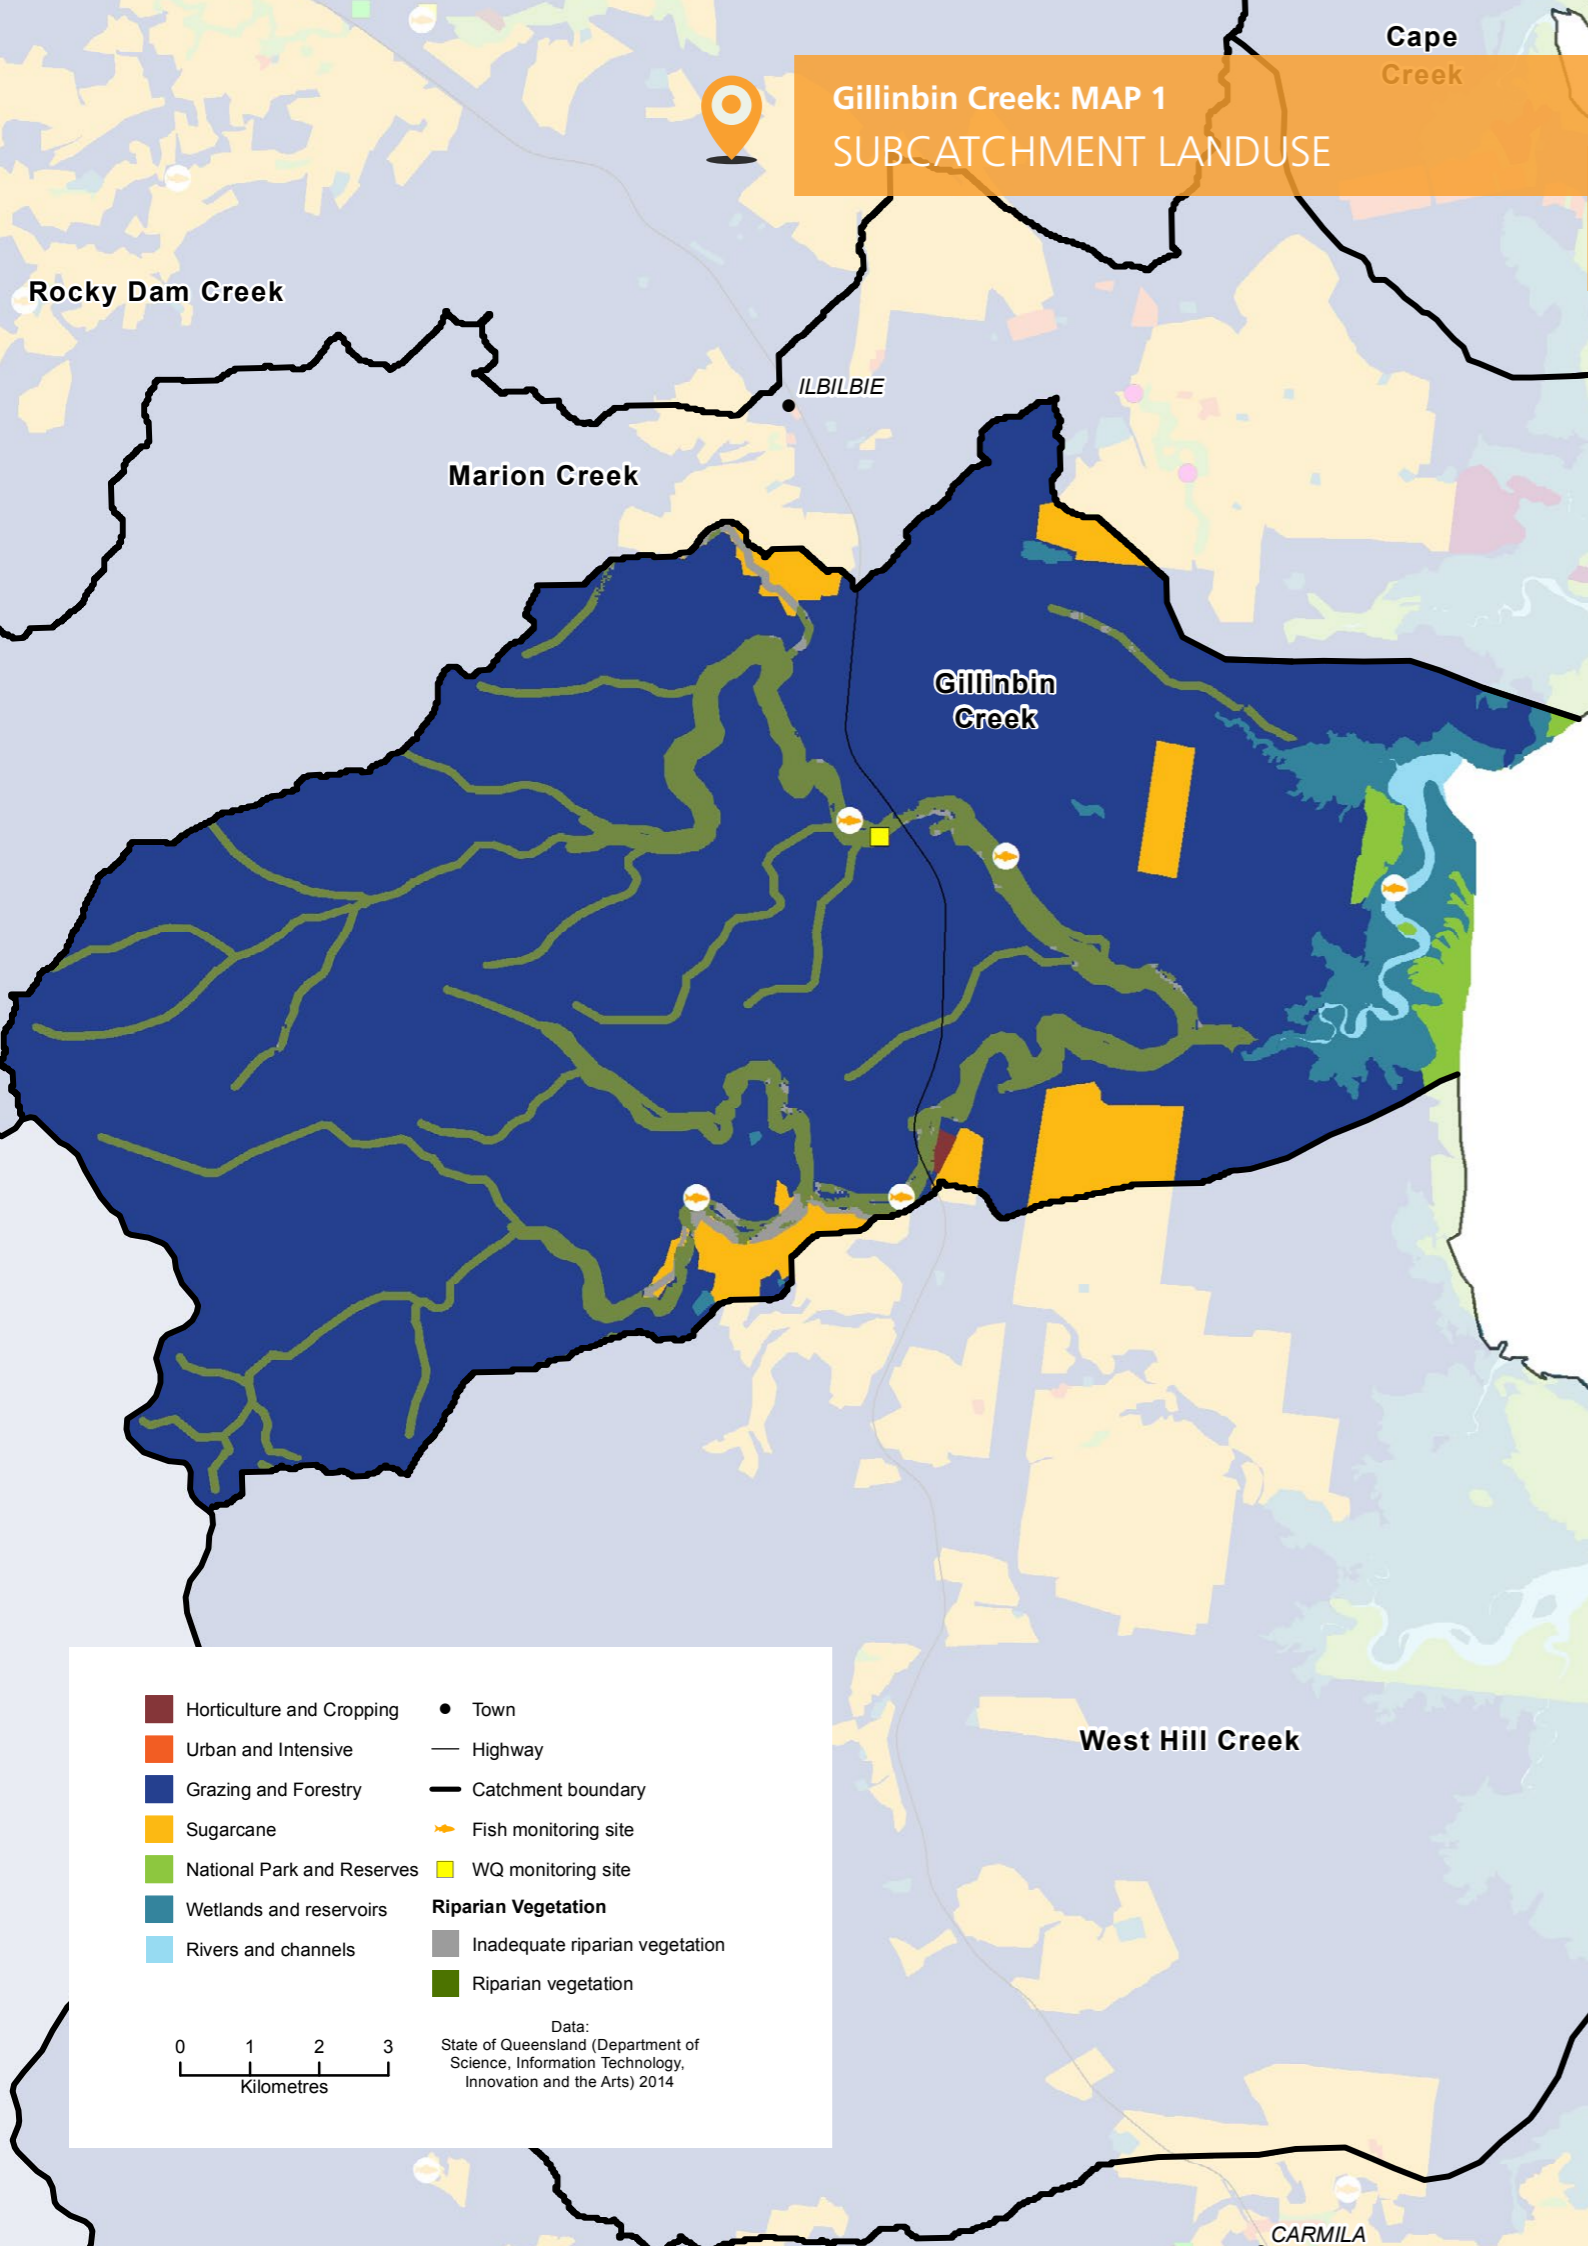 Cape
Creek
Gillinbin Creek: MAP 1
SUBCATCHMENT LANDUSE
Rocky Dam Creek
ILBILBIE
Marion Creek
Gillinbin
Creek
West Hill Creek
Horticulture and Cropping
Urban and Intensive
Grazing and Forestry
Sugarcane
National Park and Reserves
Wetlands and reservoirs
Rivers and channels
Town
Highway
Catchment boundary
Fish monitoring site
WQ monitoring site
Riparian Vegetation
Inadequate riparian vegetation
Riparian vegetation
0 1 2 3
Kilometres
Data:
State of Queensland (Department of
Science, Information Technology,
Innovation and the Arts) 2014
CARMILA